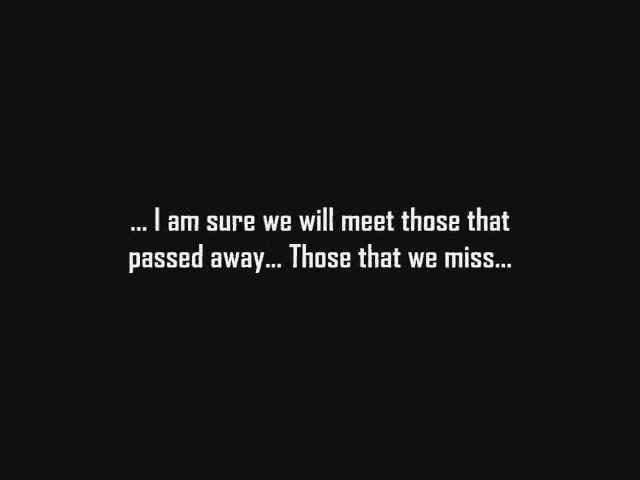 ... I am sure we will meet those that
passed away... Those that we miss...